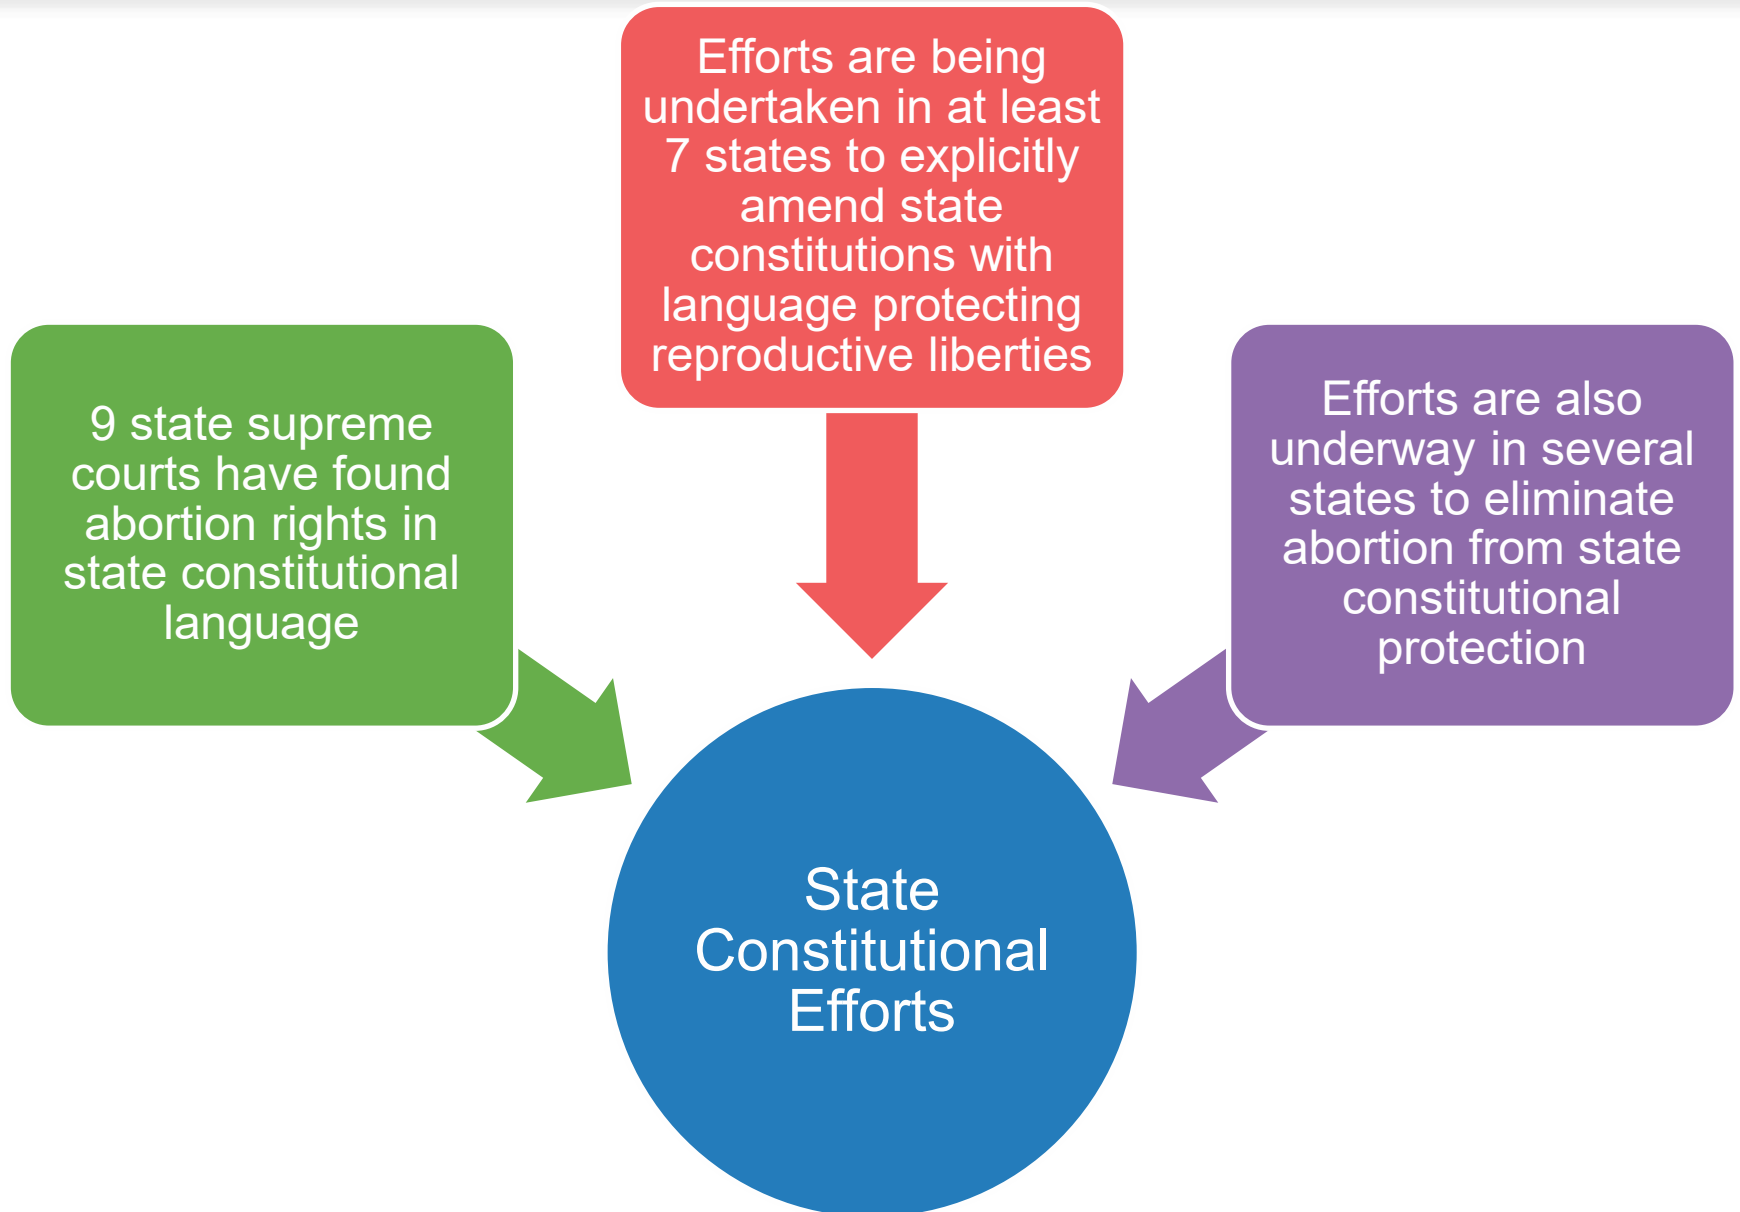 Efforts are being
undertaken in at least
7 states to explicitly
amend state
constitutions with
language protecting
reproductive liberties
9 state supreme
courts have found
abortion rights in
state constitutional
language
Efforts are also
underway in several
states to eliminate
abortion from state
constitutional
protection
State
Constitutional
Efforts